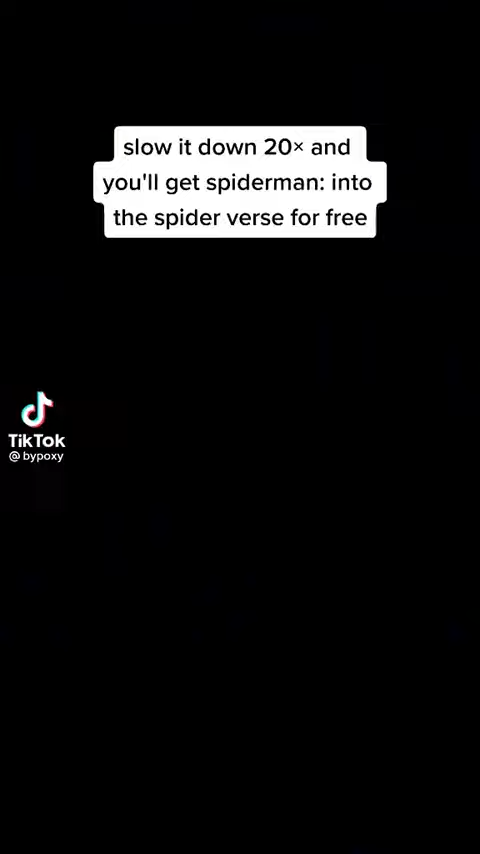 slow it down 20× and
you'll get spiderman: into
the spider verse for free
TikTok
@bypoxy